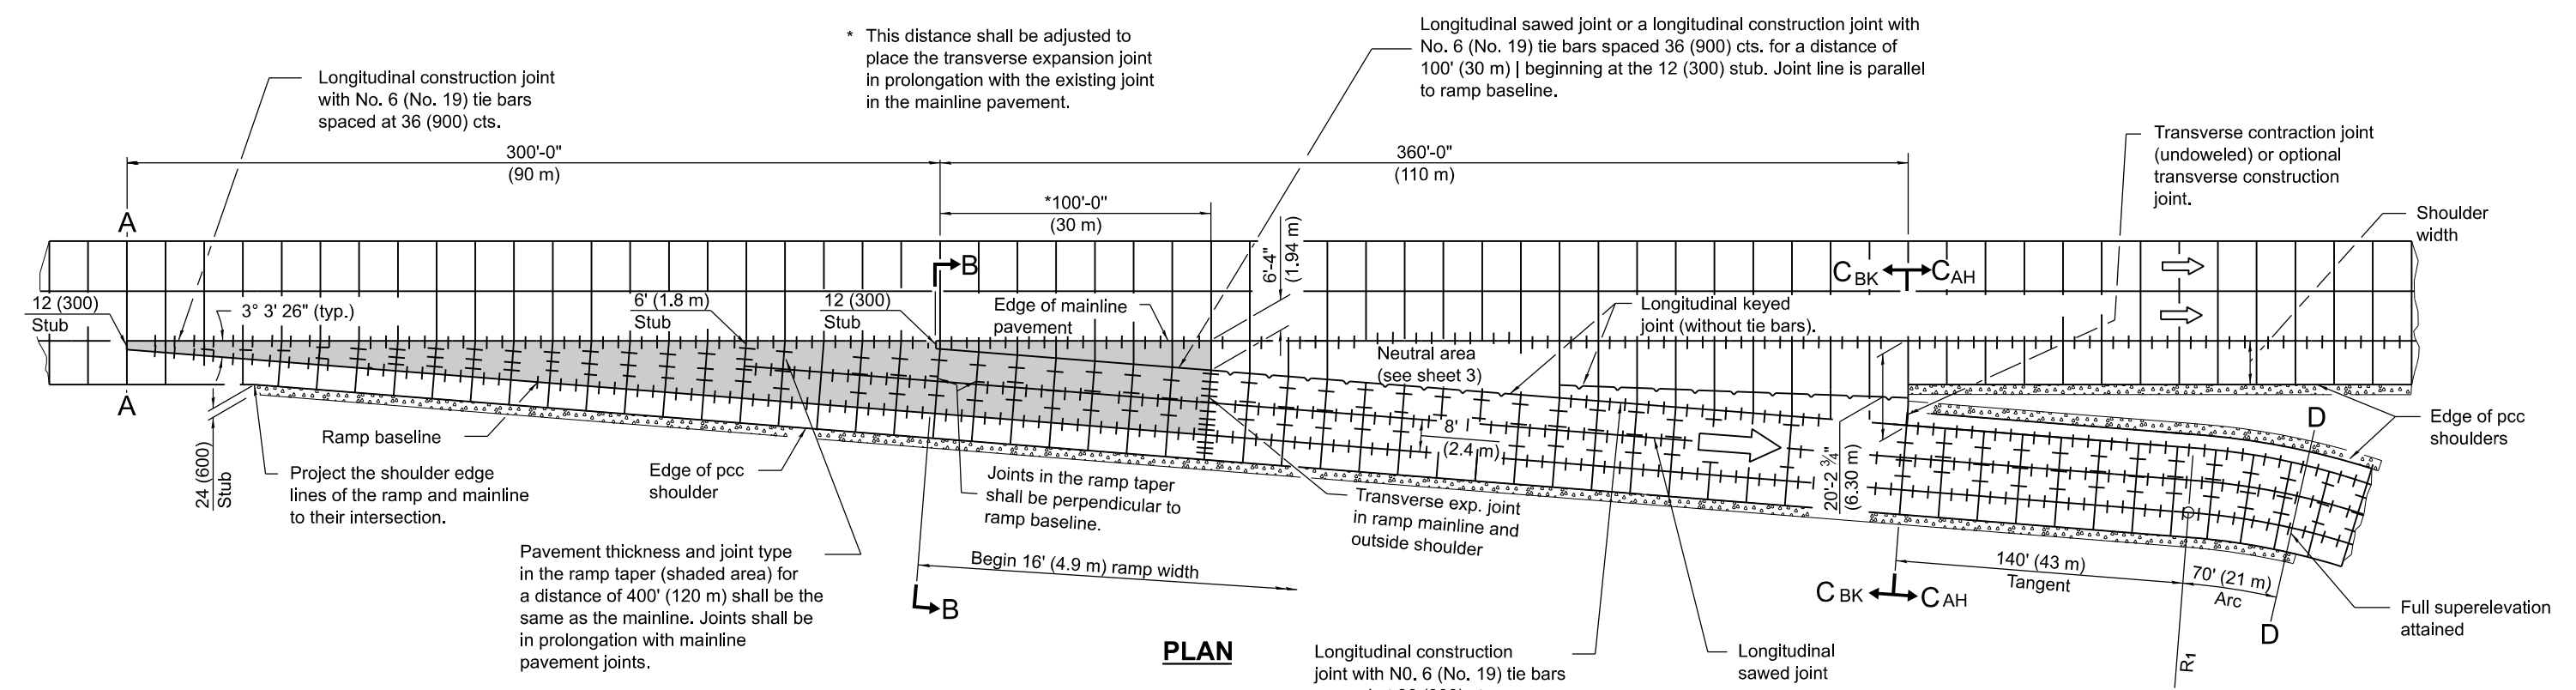 * This distance shall be adjusted to
place the transverse expansion joint
in prolongation with the existing joint
in the mainline pavement.
Longitudinal sawed joint or a longitudinal construction joint with
No. 6 (No. 19) tie bars spaced 36 (900) cts. for a distance of
100' (30 m) | beginning at the 12 (300) stub. Joint line is parallel
to ramp baseline.
Longitudinal construction joint
with No. 6 (No. 19) tie bars
spaced at 36 (900) cts.
Transverse contraction joint
(undoweled) or optional
transverse construction
joint.
300'-0"
(90 m)
360'-0"
(110 m)
*100'-0"
(30 m)
Shoulder
width
A
B
6'-4"
(1.94 m)
C BK
C AH
12 (300)
Stub
3° 3' 26" (typ.)
6' (1.8 m)
Stub
12 (300)
Stub
Edge of mainline
pavement
Longitudinal keyed
joint (without tie bars).
Neutral area
(see sheet 3)
A
D
Edge of pcc
shoulders
Ramp baseline
8'
(2.4 m)
24 (600)
Stub
Project the shoulder edge
lines of the ramp and mainline
to their intersection.
Edge of pcc
shoulder
Joints in the ramp taper
shall be perpendicular to
ramp baseline.
Transverse exp. joint
in ramp mainline and
outside shoulder
20'-2 ¾"
(6.30 m)
Pavement thickness and joint type
in the ramp taper (shaded area) for
a distance of 400' (120 m) shall be the
same as the mainline. Joints shall be
in prolongation with mainline
pavement joints.
Begin 16' (4.9 m) ramp width
140' (43 m)
Tangent
70' (21 m)
Arc
B
C BK
C AH
Full superelevation
attained
D
PLAN
Longitudinal construction
joint with N0. 6 (No. 19) tie bars
Longitudinal
sawed joint
R1